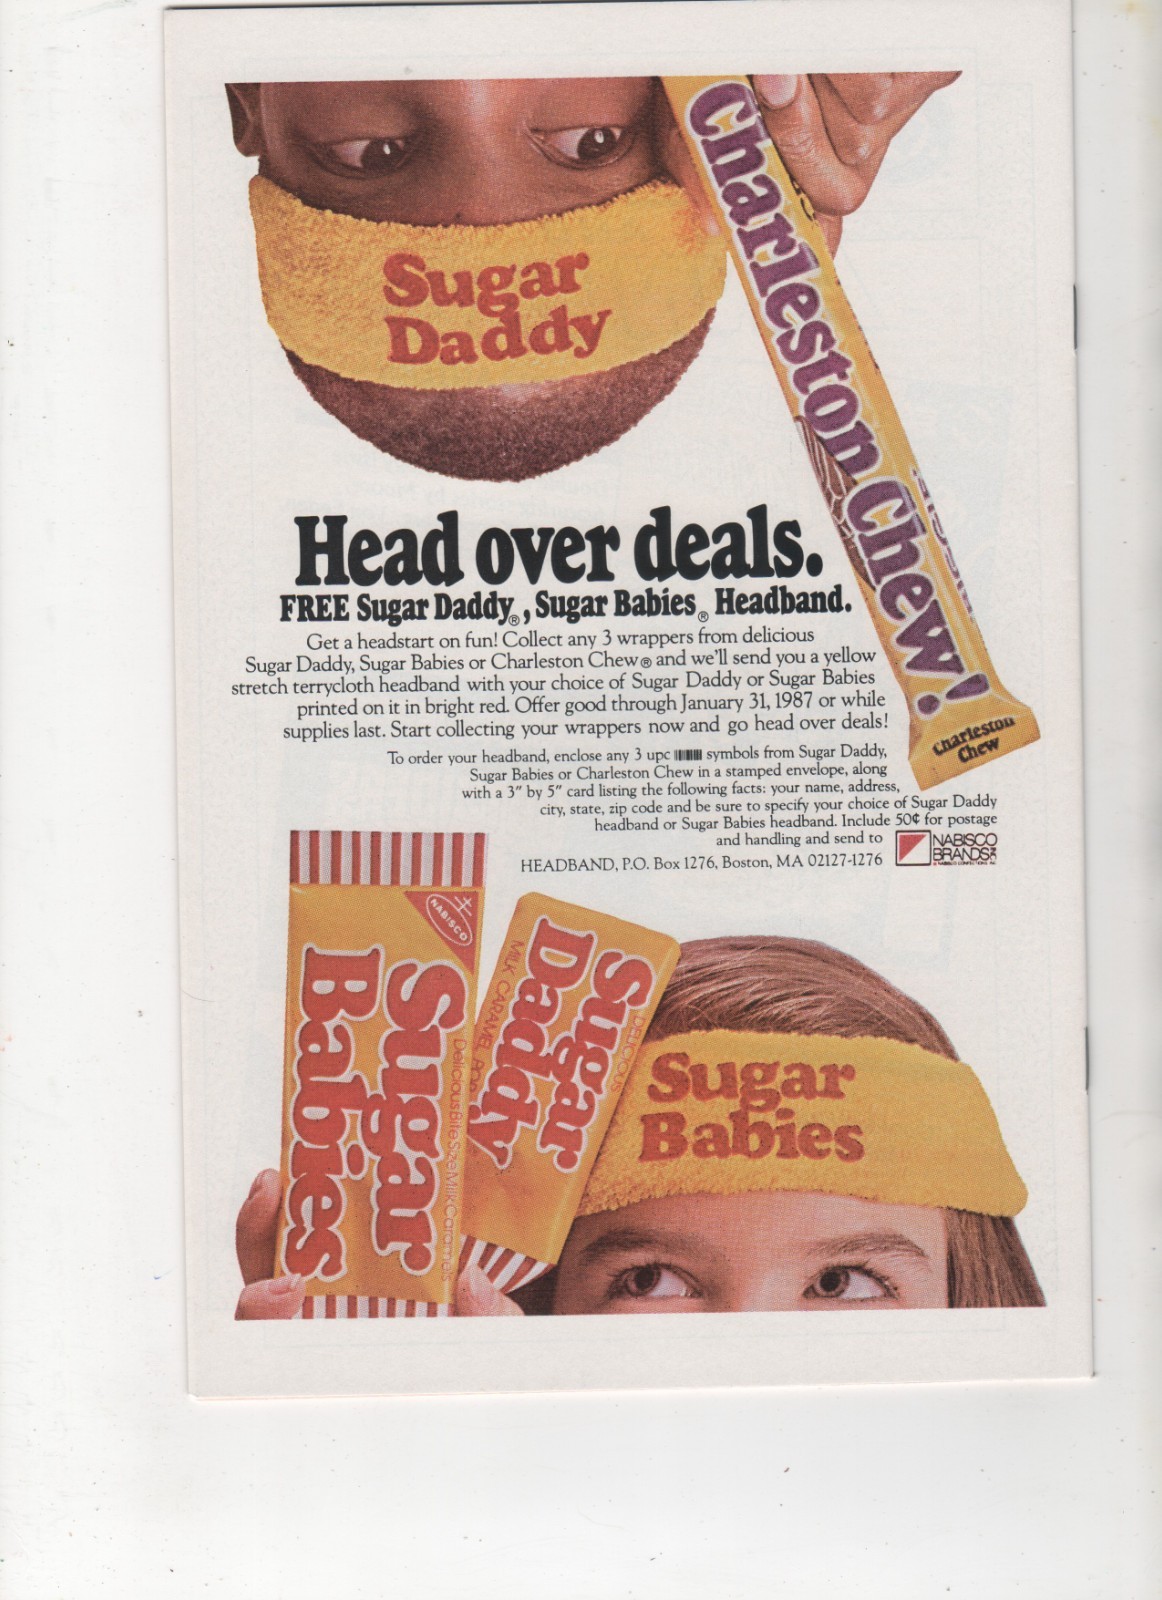 Sugar
Daddy
Charleston Chew!
Charleston
Chew
Head over deals.
FREE Sugar Daddy®, Sugar Babies® Headband.
Get a headstart on fun! Collect any 3 wrappers from delicious
Sugar Daddy, Sugar Babies or Charleston Chew® and we'll send you a yellow
stretch terrycloth headband with your choice of Sugar Daddy or Sugar Babies
printed on it in bright red. Offer good through January 31, 1987 or while
supplies last. Start collecting your wrappers now and go head over deals!
To order your headband, enclose any 3 upc symbols from Sugar Daddy,
Sugar Babies or Charleston Chew in a stamped envelope, along
with a 3" by 5" card listing the following facts: your name, address,
city, state, zip code and be sure to specify your choice of Sugar Daddy
headband or Sugar Babies headband. Include 50¢ for postage
and handling and send to
HEADBAND, P.O. Box 1276, Boston, MA 02127-1276
NABISCO
BRANDS
NABISCO
Sugar
Babies
Delicious Bite Size Milk Caramels
DELICIOUS
Sugar
Daddy
MILK CARAMEL POP
Sugar
Babies